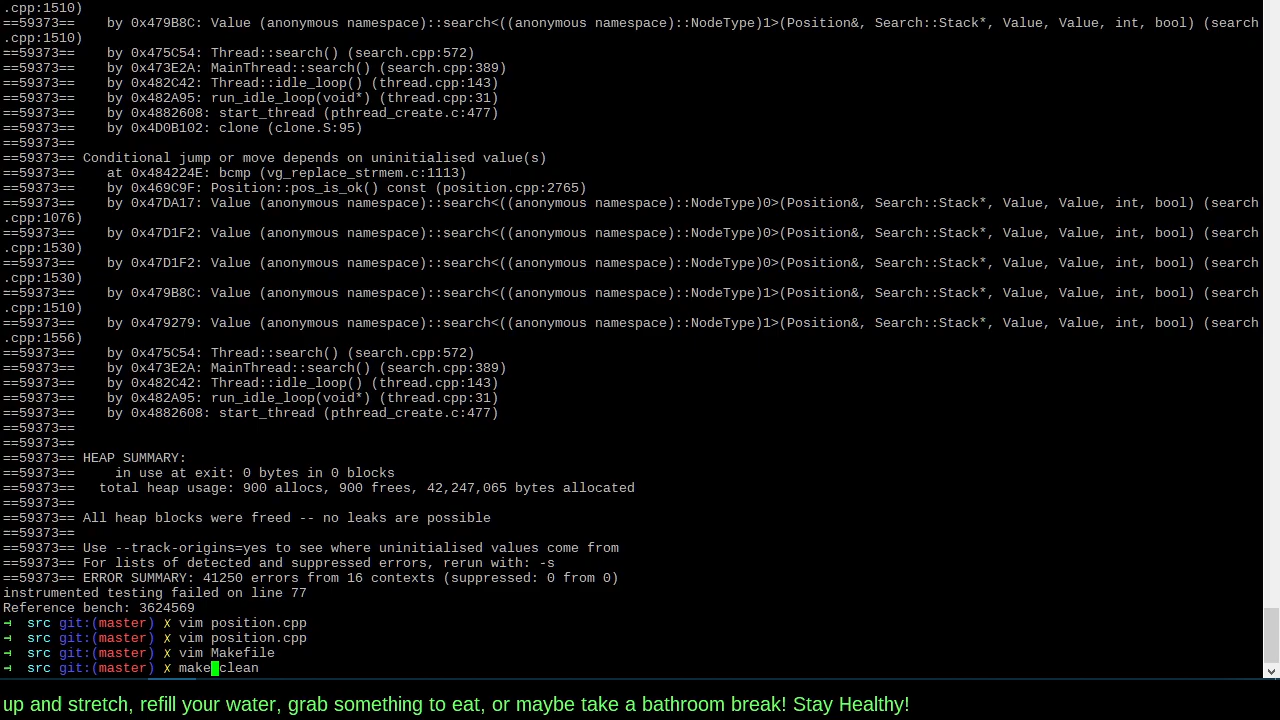 .cpp:1510)
==59373==    by 0x479B8C: Value (anonymous namespace)::search<((anonymous namespace)::NodeType)1>(Position&, Search::Stack*, Value, Value, int, bool) (search
.cpp:1510)
==59373==    by 0x475C54: Thread::search() (search.cpp:572)
==59373==    by 0x473E2A: MainThread::search() (search.cpp:389)
==59373==    by 0x482C42: Thread::idle_loop() (thread.cpp:143)
==59373==    by 0x482A95: run_idle_loop(void*) (thread.cpp:31)
==59373==    by 0x4882608: start_thread (pthread_create.c:477)
==59373==    by 0x4D0B102: clone (clone.S:95)
==59373==
==59373== Conditional jump or move depends on uninitialised value(s)
==59373==    at 0x484224E: bcmp (vg_replace_strmem.c:1113)
==59373==    by 0x469C9F: Position::pos_is_ok() const (position.cpp:2765)
==59373==    by 0x47DA17: Value (anonymous namespace)::search<((anonymous namespace)::NodeType)0>(Position&, Search::Stack*, Value, Value, int, bool) (search
.cpp:1076)
==59373==    by 0x47D1F2: Value (anonymous namespace)::search<((anonymous namespace)::NodeType)0>(Position&, Search::Stack*, Value, Value, int, bool) (search
.cpp:1530)
==59373==    by 0x47D1F2: Value (anonymous namespace)::search<((anonymous namespace)::NodeType)0>(Position&, Search::Stack*, Value, Value, int, bool) (search
.cpp:1530)
==59373==    by 0x479B8C: Value (anonymous namespace)::search<((anonymous namespace)::NodeType)1>(Position&, Search::Stack*, Value, Value, int, bool) (search
.cpp:1510)
==59373==    by 0x479279: Value (anonymous namespace)::search<((anonymous namespace)::NodeType)1>(Position&, Search::Stack*, Value, Value, int, bool) (search
.cpp:1556)
==59373==    by 0x475C54: Thread::search() (search.cpp:572)
==59373==    by 0x473E2A: MainThread::search() (search.cpp:389)
==59373==    by 0x482C42: Thread::idle_loop() (thread.cpp:143)
==59373==    by 0x482A95: run_idle_loop(void*) (thread.cpp:31)
==59373==    by 0x4882608: start_thread (pthread_create.c:477)
==59373==
==59373==
==59373== HEAP SUMMARY:
==59373==     in use at exit: 0 bytes in 0 blocks
==59373==   total heap usage: 900 allocs, 900 frees, 42,247,065 bytes allocated
==59373==
==59373== All heap blocks were freed -- no leaks are possible
==59373==
==59373== Use --track-origins=yes to see where uninitialised values come from
==59373== For lists of detected and suppressed errors, rerun with: -s
==59373== ERROR SUMMARY: 41250 errors from 16 contexts (suppressed: 0 from 0)
instrumented testing failed on line 77
Reference bench: 3624569
⊣  src git:(master) ✗ vim position.cpp
⊣  src git:(master) ✗ vim position.cpp
⊣  src git:(master) ✗ vim Makefile
⊣  src git:(master) ✗ make clean
up and stretch, refill your water, grab something to eat, or maybe take a bathroom break! Stay Healthy!